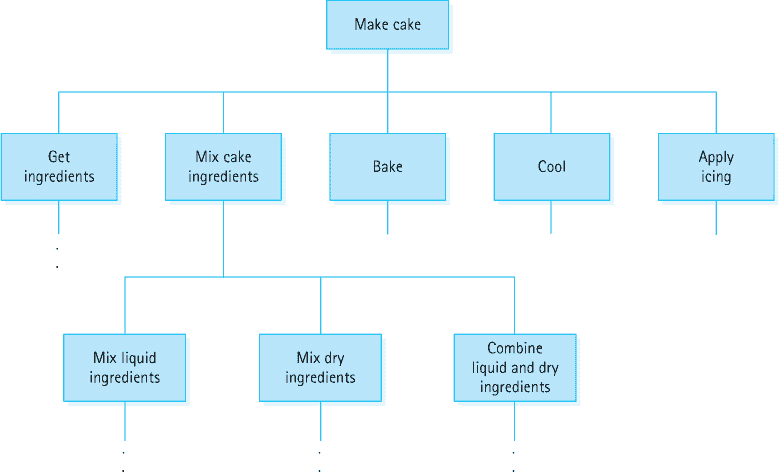 Make cake
Get
ingredients
Mix cake
ingredients
Bake
Cool
Apply
icing
Mix liquid
ingredients
Mix dry
ingredients
Combine
liquid and dry
ingredients